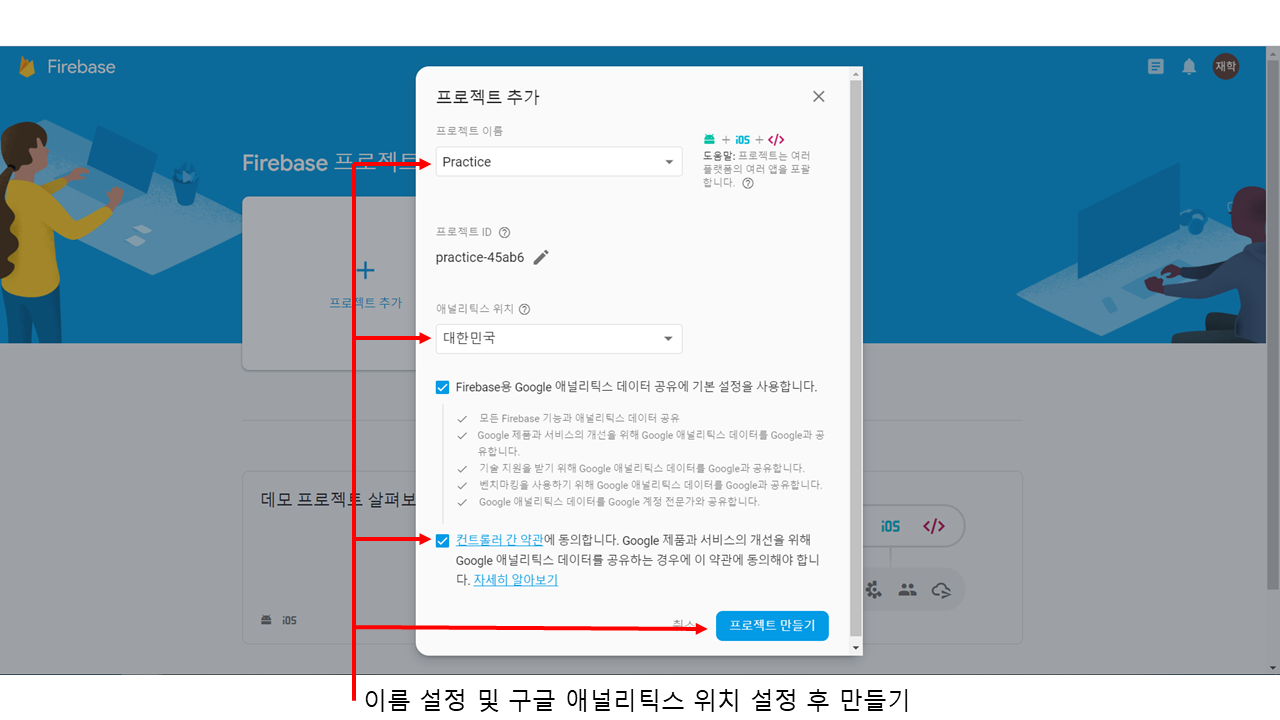 Firebase
재학
Firebase 프로젝트
프로젝트 추가
데모 프로젝트 살펴보
iOS
iOS </>
프로젝트 추가
프로젝트 이름
Practice
+ iOS + </>
도움말: 프로젝트는 여러
플랫폼의 여러 앱을 포괄
합니다.
프로젝트 ID
practice-45ab6
애널리틱스 위치
대한민국
Firebase용 Google 애널리틱스 데이터 공유에 기본 설정을 사용합니다.
모든 Firebase 기능과 애널리틱스 데이터 공유
Google 제품과 서비스의 개선을 위해 Google 애널리틱스 데이터를 Google과 공
유합니다.
기술 지원을 받기 위해 Google 애널리틱스 데이터를 Google과 공유합니다.
벤치마킹을 사용하기 위해 Google 애널리틱스 데이터를 Google과 공유합니다.
Google 애널리틱스 데이터를 Google 계정 전문가와 공유합니다.
컨트롤러 간 약관에 동의합니다. Google 제품과 서비스의 개선을 위해
Google 애널리틱스 데이터를 공유하는 경우에 이 약관에 동의해야 합니
다. 자세히 알아보기
취소
프로젝트 만들기
이름 설정 및 구글 애널리틱스 위치 설정 후 만들기